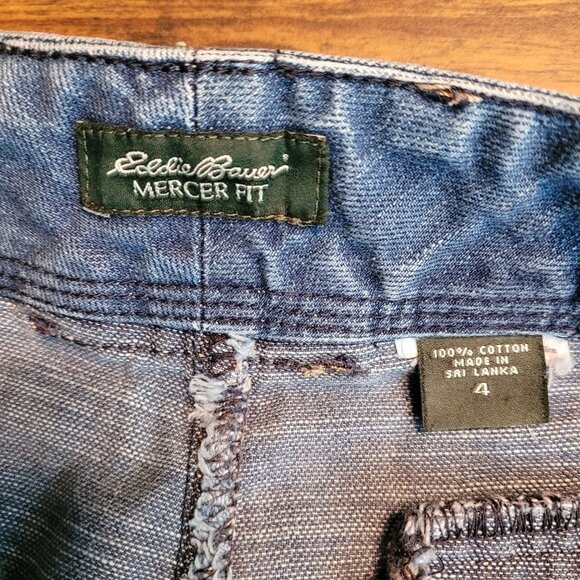 Eddie Bauer
MERCER FIT
100% COTTON
MADE IN
SRI LANKA
4